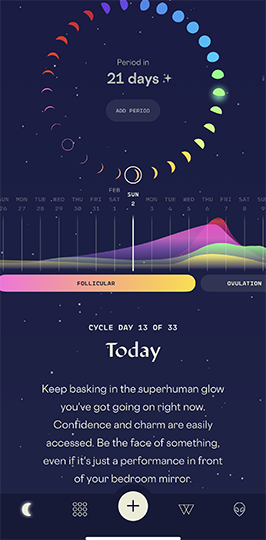 Period in
21 days
ADD PERIOD
FEB
SUN MON TUE WED THU FRI SAT SUN MON TUE WED THU FRI SAT SUN
26 27 28 29 30 31 1 2 3 4 5 6 7 8 9
FOLLICULAR OVULATION
CYCLE DAY 13 OF 33
Today
Keep basking in the superhuman glow
you've got going on right now.
Confidence and charm are easily
accessed. Be the face of something,
even if it's just a performance in front
of your bedroom mirror.